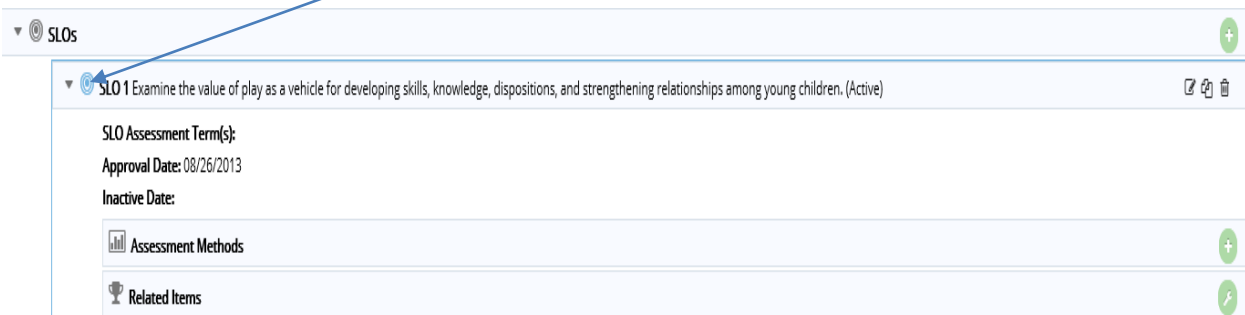 SLOs
SLO 1 Examine the value of play as a vehicle for developing skills, knowledge, dispositions, and strengthening relationships among young children. (Active)
SLO Assessment Term(s):
Approval Date: 08/26/2013
Inactive Date:
Assessment Methods
Related Items